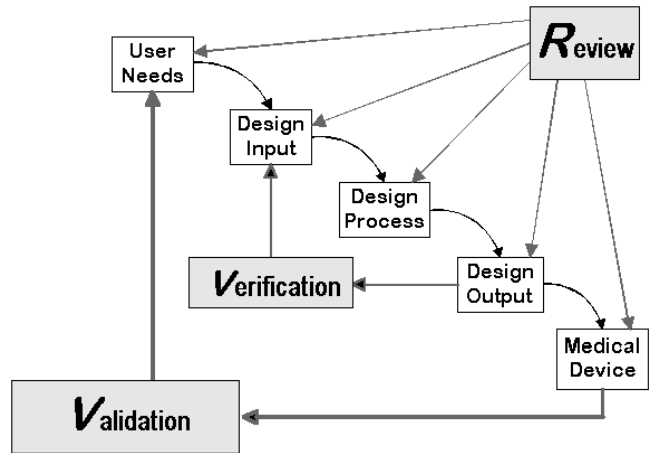 User
Needs
Review
Design
Input
Design
Process
Verification
Design
Output
Medical
Device
Validation